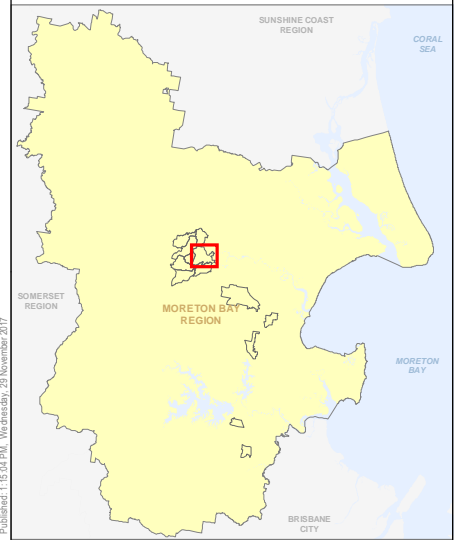 SUNSHINE COAST
REGION
CORAL
SEA
SOMERSET
REGION
MORETON BAY
REGION
MORETON
BAY
BRISBANE
CITY
Published: 1:15:04 PM, Wednesday, 29 November 2017